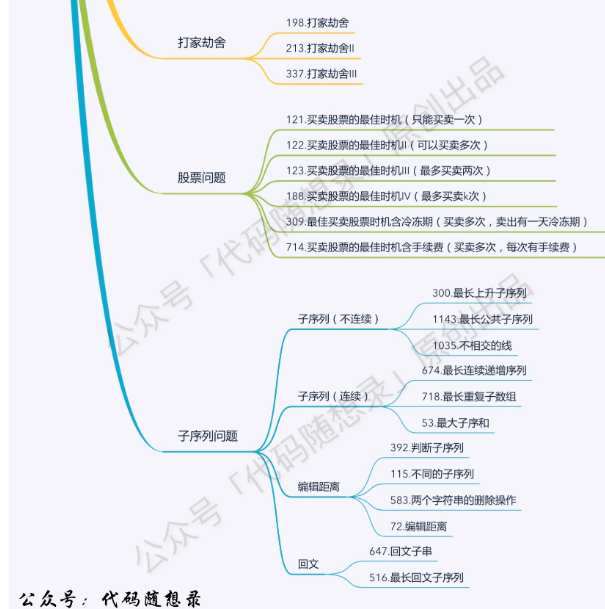 打家劫舍
198.打家劫舍
213.打家劫舍II
337.打家劫舍III
股票问题
121.买卖股票的最佳时机（只能买卖一次）
122.买卖股票的最佳时机II（可以买卖多次）
123.买卖股票的最佳时机III（最多买卖两次）
188.买卖股票的最佳时机IV（最多买卖k次）
309.最佳买卖股票时机含冷冻期（买卖多次，卖出有一天冷冻期）
714.买卖股票的最佳时机含手续费（买卖多次，每次有手续费）
子序列问题
子序列（不连续）
300.最长上升子序列
1143.最长公共子序列
1035.不相交的线
子序列（连续）
674.最长连续递增序列
718.最长重复子数组
53.最大子序和
编辑距离
392.判断子序列
115.不同的子序列
583.两个字符串的删除操作
72.编辑距离
回文
647.回文子串
516.最长回文子序列
公众号「代码随想录」原创出品
公众号「代码随想录」原创出品
公众号：代码随想录